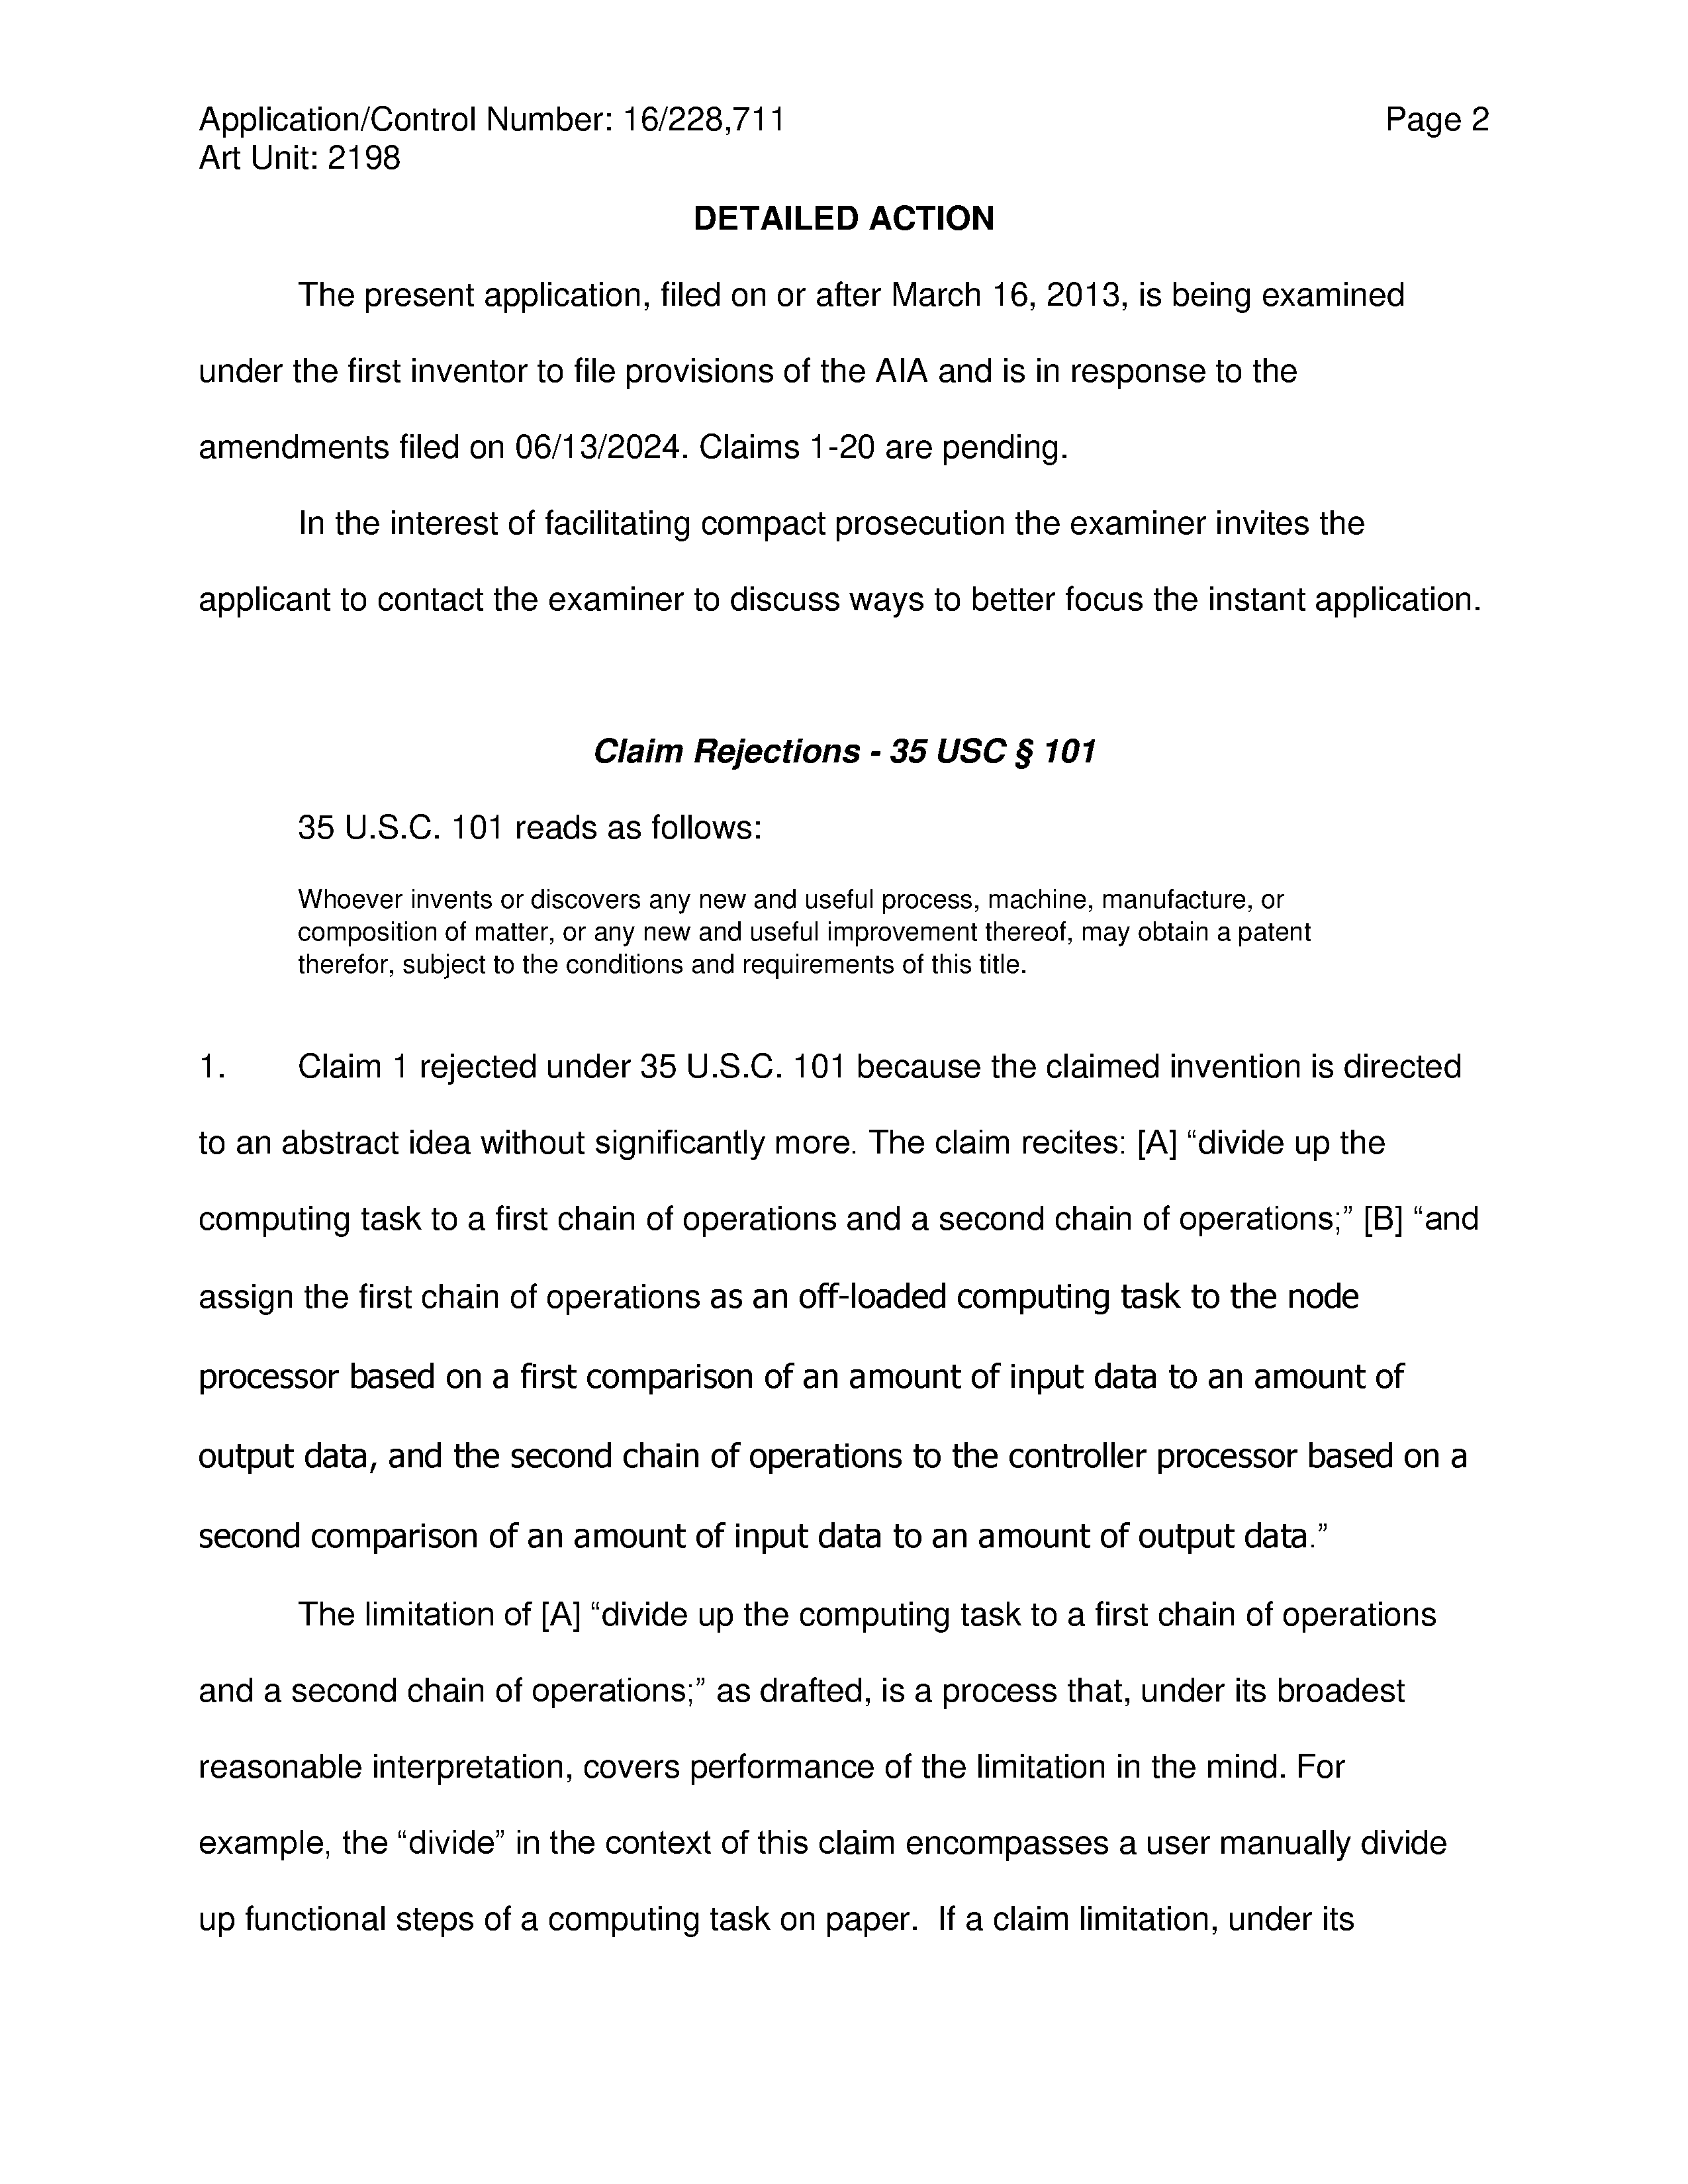 Application/Control Number: 16/228,711 Page 2
Art Unit: 2198
DETAILED ACTION
The present application, filed on or after March 16, 2013, is being examined
under the first inventor to file provisions of the AIA and is in response to the
amendments filed on 06/13/2024. Claims 1-20 are pending.
In the interest of facilitating compact prosecution the examiner invites the
applicant to contact the examiner to discuss ways to better focus the instant application.
Claim Rejections - 35 USC § 101
35 U.S.C. 101 reads as follows:
Whoever invents or discovers any new and useful process, machine, manufacture, or
composition of matter, or any new and useful improvement thereof, may obtain a patent
therefor, subject to the conditions and requirements of this title.
1. Claim 1 rejected under 35 U.S.C. 101 because the claimed invention is directed
to an abstract idea without significantly more. The claim recites: [A] “divide up the
computing task to a first chain of operations and a second chain of operations;” [B] “and
assign the first chain of operations as an off-loaded computing task to the node
processor based on a first comparison of an amount of input data to an amount of
output data, and the second chain of operations to the controller processor based on a
second comparison of an amount of input data to an amount of output data.”
The limitation of [A] “divide up the computing task to a first chain of operations
and a second chain of operations;” as drafted, is a process that, under its broadest
reasonable interpretation, covers performance of the limitation in the mind. For
example, the “divide” in the context of this claim encompasses a user manually divide
up functional steps of a computing task on paper.  If a claim limitation, under its